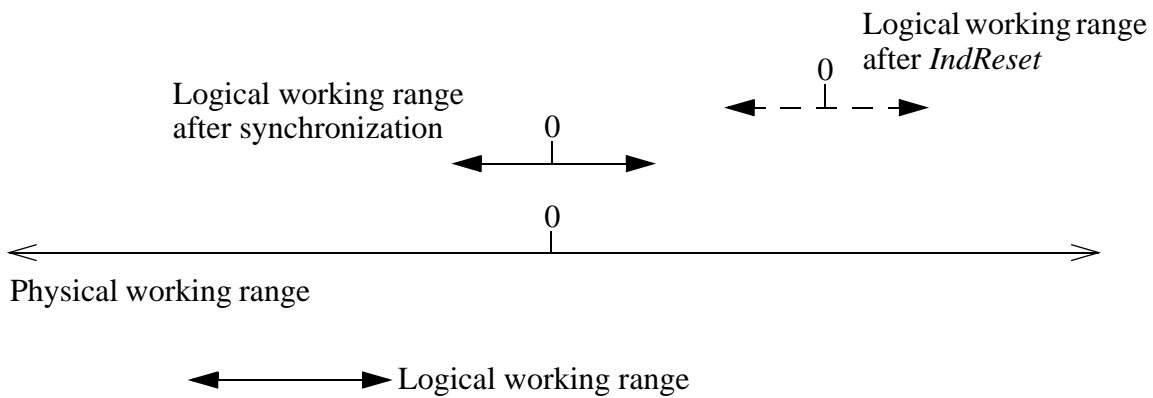 Logical working range
after IndReset
0
Logical working range
after synchronization
0
0
Physical working range
Logical working range